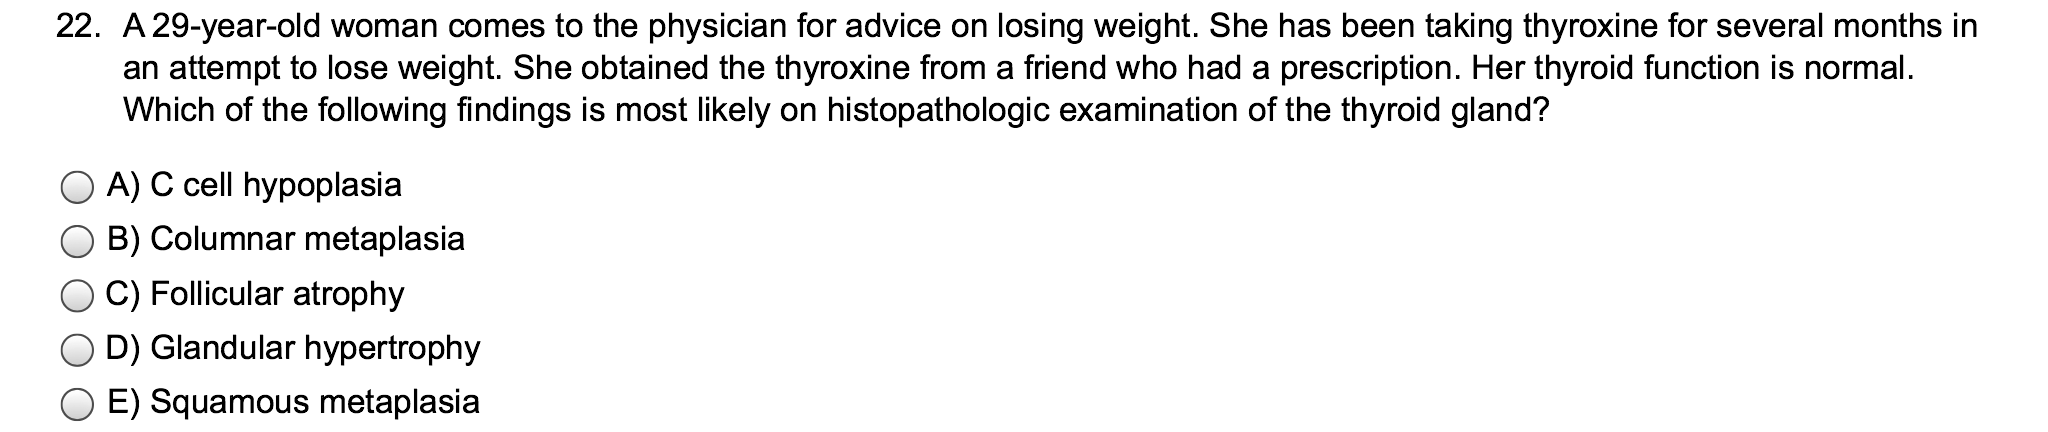 22. A 29-year-old woman comes to the physician for advice on losing weight. She has been taking thyroxine for several months in
an attempt to lose weight. She obtained the thyroxine from a friend who had a prescription. Her thyroid function is normal.
Which of the following findings is most likely on histopathologic examination of the thyroid gland?
A) C cell hypoplasia
B) Columnar metaplasia
C) Follicular atrophy
D) Glandular hypertrophy
E) Squamous metaplasia